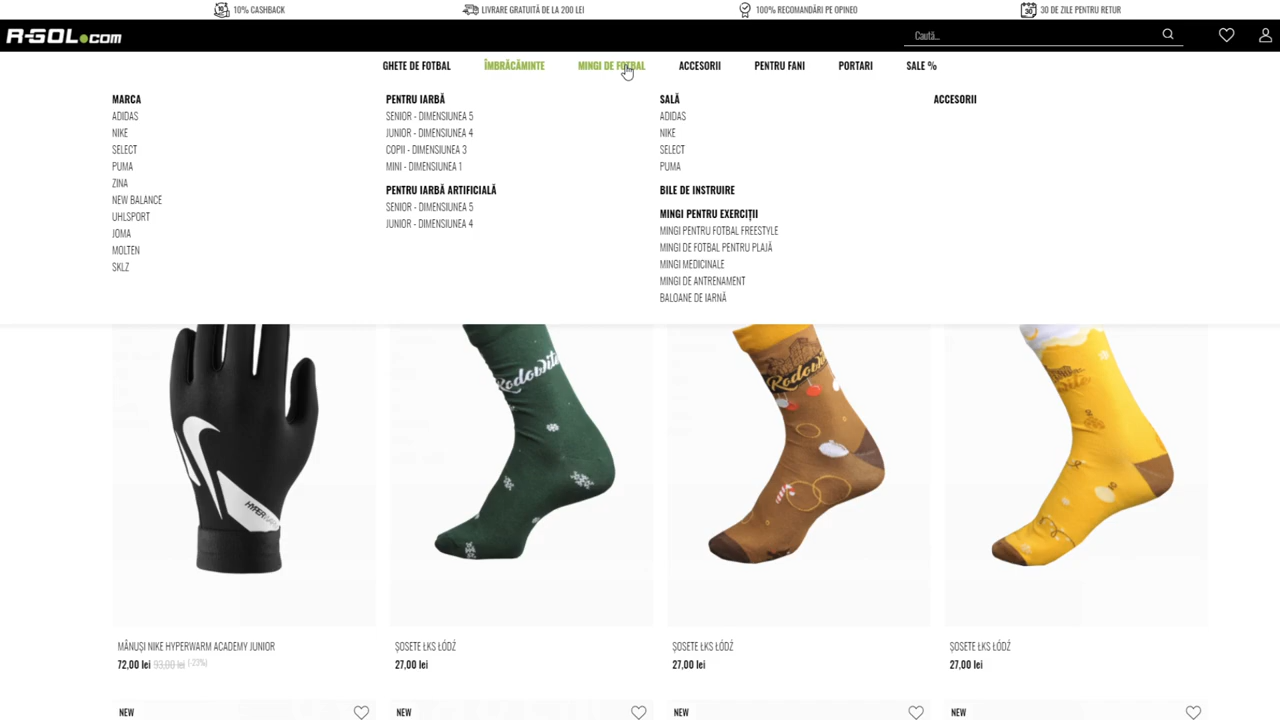 10% CASHBACK
LIVRARE GRATUITĂ DE LA 200 LEI
100% RECOMANDĂRI PE OPINEO
30
30 DE ZILE PENTRU RETUR
R-GOL.COM
Caută...
GHETE DE FOTBAL
ÎMBRĂCĂMINTE
MINGI DE FOTBAL
ACCESORII
PENTRU FANI
PORTARI
SALE %
MARCA
ADIDAS
NIKE
SELECT
PUMA
ZINA
NEW BALANCE
UHLSPORT
JOMA
MOLTEN
SKLZ
PENTRU IARBĂ
SENIOR - DIMENSIUNEA 5
JUNIOR - DIMENSIUNEA 4
COPII - DIMENSIUNEA 3
MINI - DIMENSIUNEA 1
PENTRU IARBĂ ARTIFICIALĂ
SENIOR - DIMENSIUNEA 5
JUNIOR - DIMENSIUNEA 4
SALĂ
ADIDAS
NIKE
SELECT
PUMA
BILE DE INSTRUIRE
MINGI PENTRU EXERCIȚII
MINGI PENTRU FOTBAL FREESTYLE
MINGI DE FOTBAL PENTRU PLAJĂ
MINGI MEDICINALE
MINGI DE ANTRENAMENT
BALOANE DE IARNĂ
ACCESORII
MĂNUȘI NIKE HYPERWARM ACADEMY JUNIOR
72,00 lei 93,00 lei (-23%)
ȘOSETE ŁKS ŁÓDŹ
27,00 lei
ȘOSETE ŁKS ŁÓDŹ
27,00 lei
ȘOSETE ŁKS ŁÓDŹ
27,00 lei
NEW
NEW
NEW
NEW